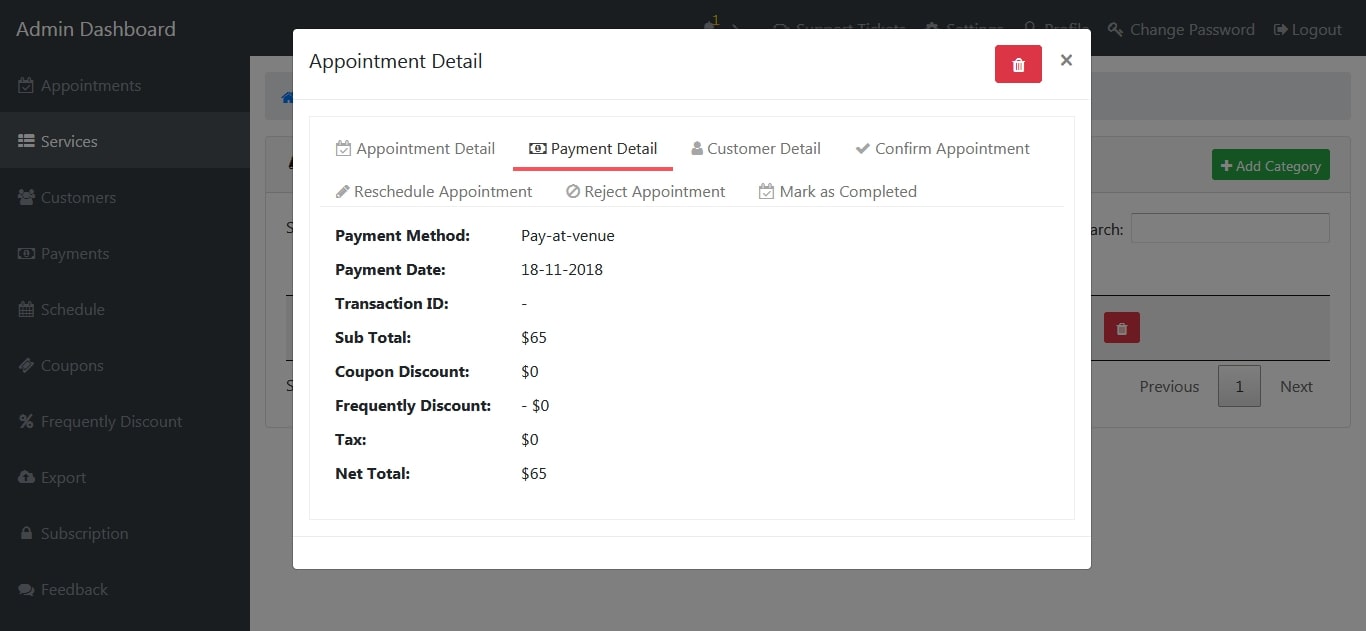 Admin Dashboard
1
Support Tickets
Settings
Profile
Change Password
Logout
Appointments
Services
Customers
Payments
Schedule
Coupons
Frequently Discount
Export
Subscription
Feedback
Appointment Detail
×
Appointment Detail
Payment Detail
Customer Detail
Confirm Appointment
Reschedule Appointment
Reject Appointment
Mark as Completed
Payment Method: Pay-at-venue
Payment Date: 18-11-2018
Transaction ID: -
Sub Total: $65
Coupon Discount: $0
Frequently Discount: - $0
Tax: $0
Net Total: $65
Add Category
arch:
Previous
1
Next